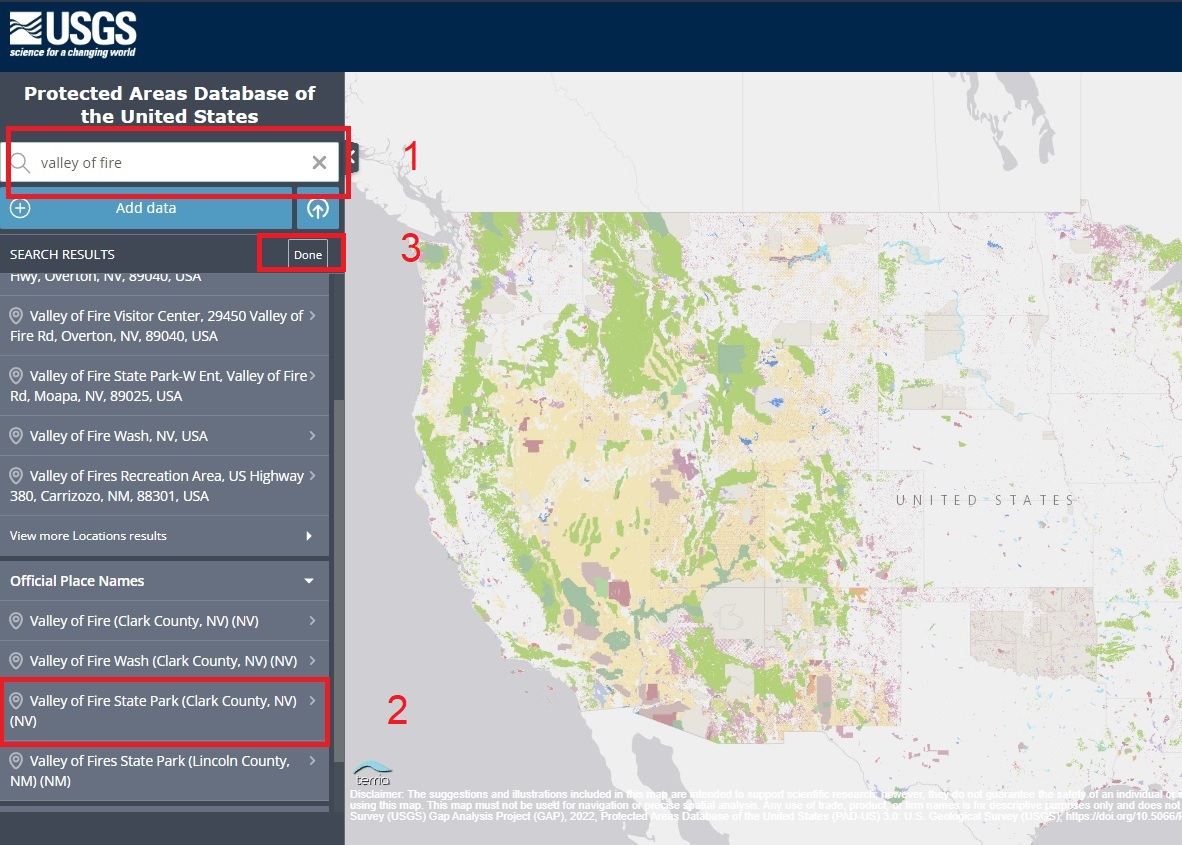 USGS
science for a changing world
Protected Areas Database of
the United States
valley of fire
1
Add data
SEARCH RESULTS
Done
3
Hwy, Overton, NV, 89040, USA
Valley of Fire Visitor Center, 29450 Valley of
Fire Rd, Overton, NV, 89040, USA
Valley of Fire State Park-W Ent, Valley of Fire
Rd, Moapa, NV, 89025, USA
Valley of Fire Wash, NV, USA
Valley of Fires Recreation Area, US Highway
380, Carrizozo, NM, 88301, USA
View more Locations results
Official Place Names
Valley of Fire (Clark County, NV) (NV)
Valley of Fire Wash (Clark County, NV) (NV)
Valley of Fire State Park (Clark County, NV)
(NV)
2
Valley of Fires State Park (Lincoln County,
NM) (NM)
UNITED STATES
terria
Disclaimer: The suggestions and illustrations included in this map are intended to support scientific research, however, they do not guarantee the safety of an individual or
using this map. This map must not be used for navigation or precise spatial analysis. Any use of trade, product, or firm names is for descriptive purposes only and does not
Survey (USGS) Gap Analysis Project (GAP), 2022, Protected Areas Database of the United States (PAD-US) 3.0: U.S. Geological Survey (USGS), https://doi.org/10.5066/